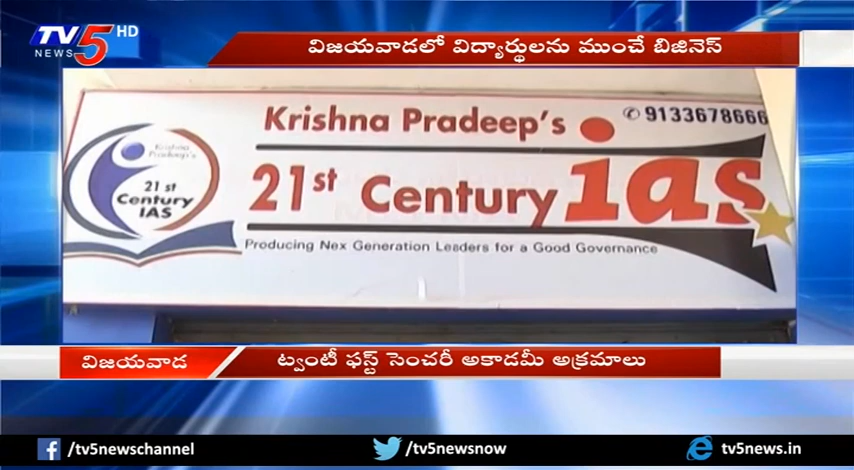 TV5 HD
NEWS
విజయవాడలో విద్యార్థులను ముంచే బిజినెస్
Krishna Pradeep's
✆ 9133678666
21st Century ias
Krishna
Pradeep's
21 st
Century
IAS
Producing Nex Generation Leaders for a Good Governance
విజయవాడ
ట్వంటీ ఫస్ట్ సెంచరీ అకాడమీ అక్రమాలు
/tv5newschannel
/tv5newsnow
tv5news.in